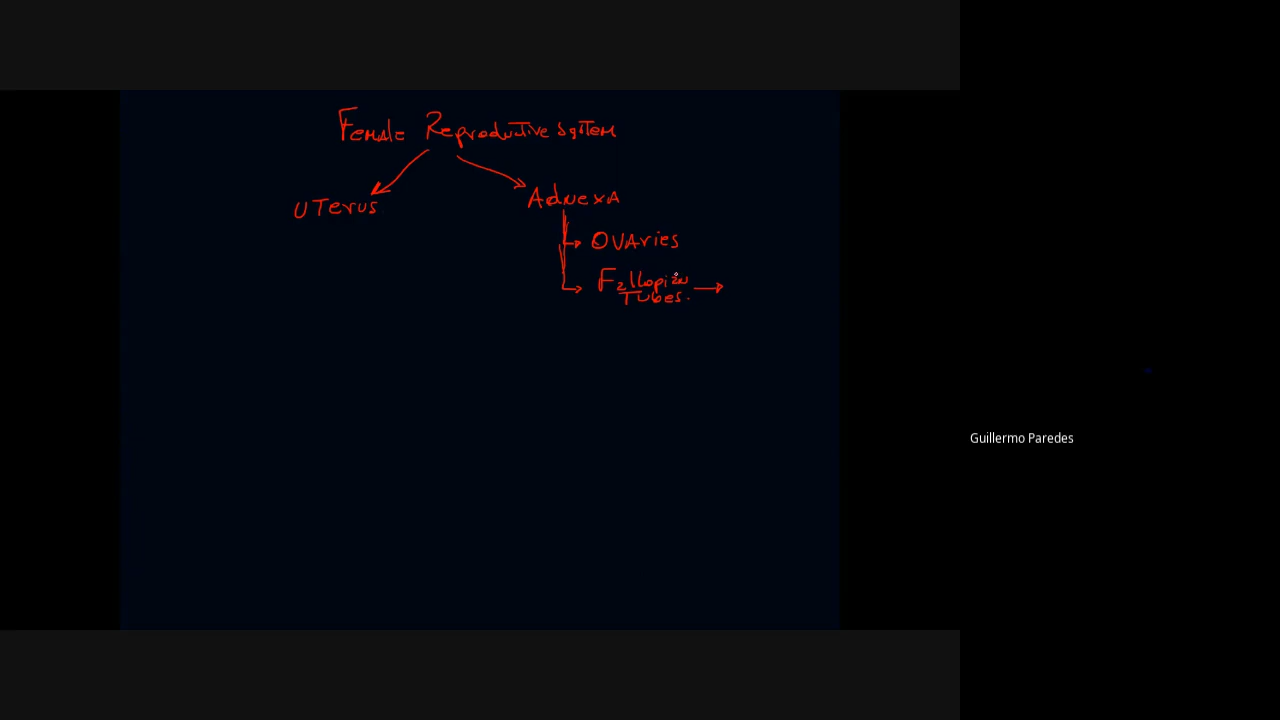 Female Reproductive System
Uterus
Adnexa
Ovaries
Fallopian
Tubes.
Guillermo Paredes